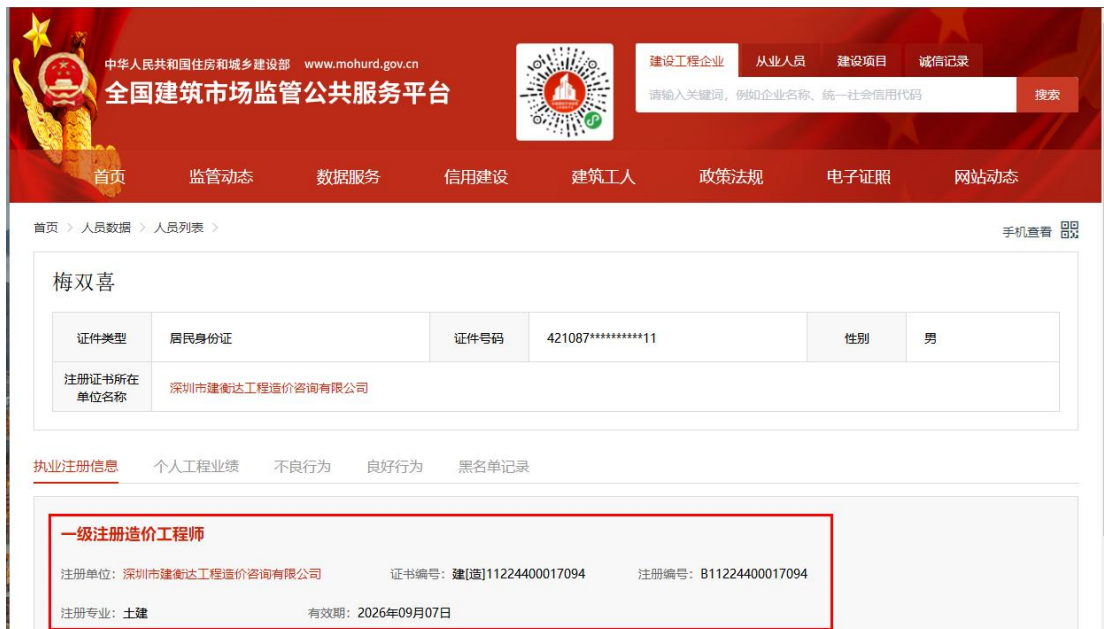 中华人民共和国住房和城乡建设部 www.mohurd.gov.cn
全国建筑市场监管公共服务平台
建设工程企业 从业人员 建设项目 诚信记录
请输入关键词，例如企业名称、统一社会信用代码 搜索
首页 监管动态 数据服务 信用建设 建筑工人 政策法规 电子证照 网站动态
首页 > 人员数据 > 人员列表 >
手机查看
梅双喜
证件类型 居民身份证 证件号码 421087**********11 性别 男
注册证书所在
单位名称
深圳市建衡达工程造价咨询有限公司
执业注册信息 个人工程业绩 不良行为 良好行为 黑名单记录
一级注册造价工程师
注册单位：深圳市建衡达工程造价咨询有限公司 证书编号：建[造]11224400017094 注册编号：B11224400017094
注册专业：土建 有效期：2026年09月07日